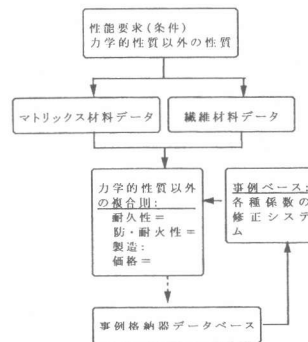 性能要求(条件)
力学的性質以外の性質
マトリックス材料データ
繊維材料データ
力学的性質以外
の複合則:
耐久性=
防・耐火性=
製造:
価格=
事例ベース:
各種係数の
修正システ
ム
事例格納器データベース